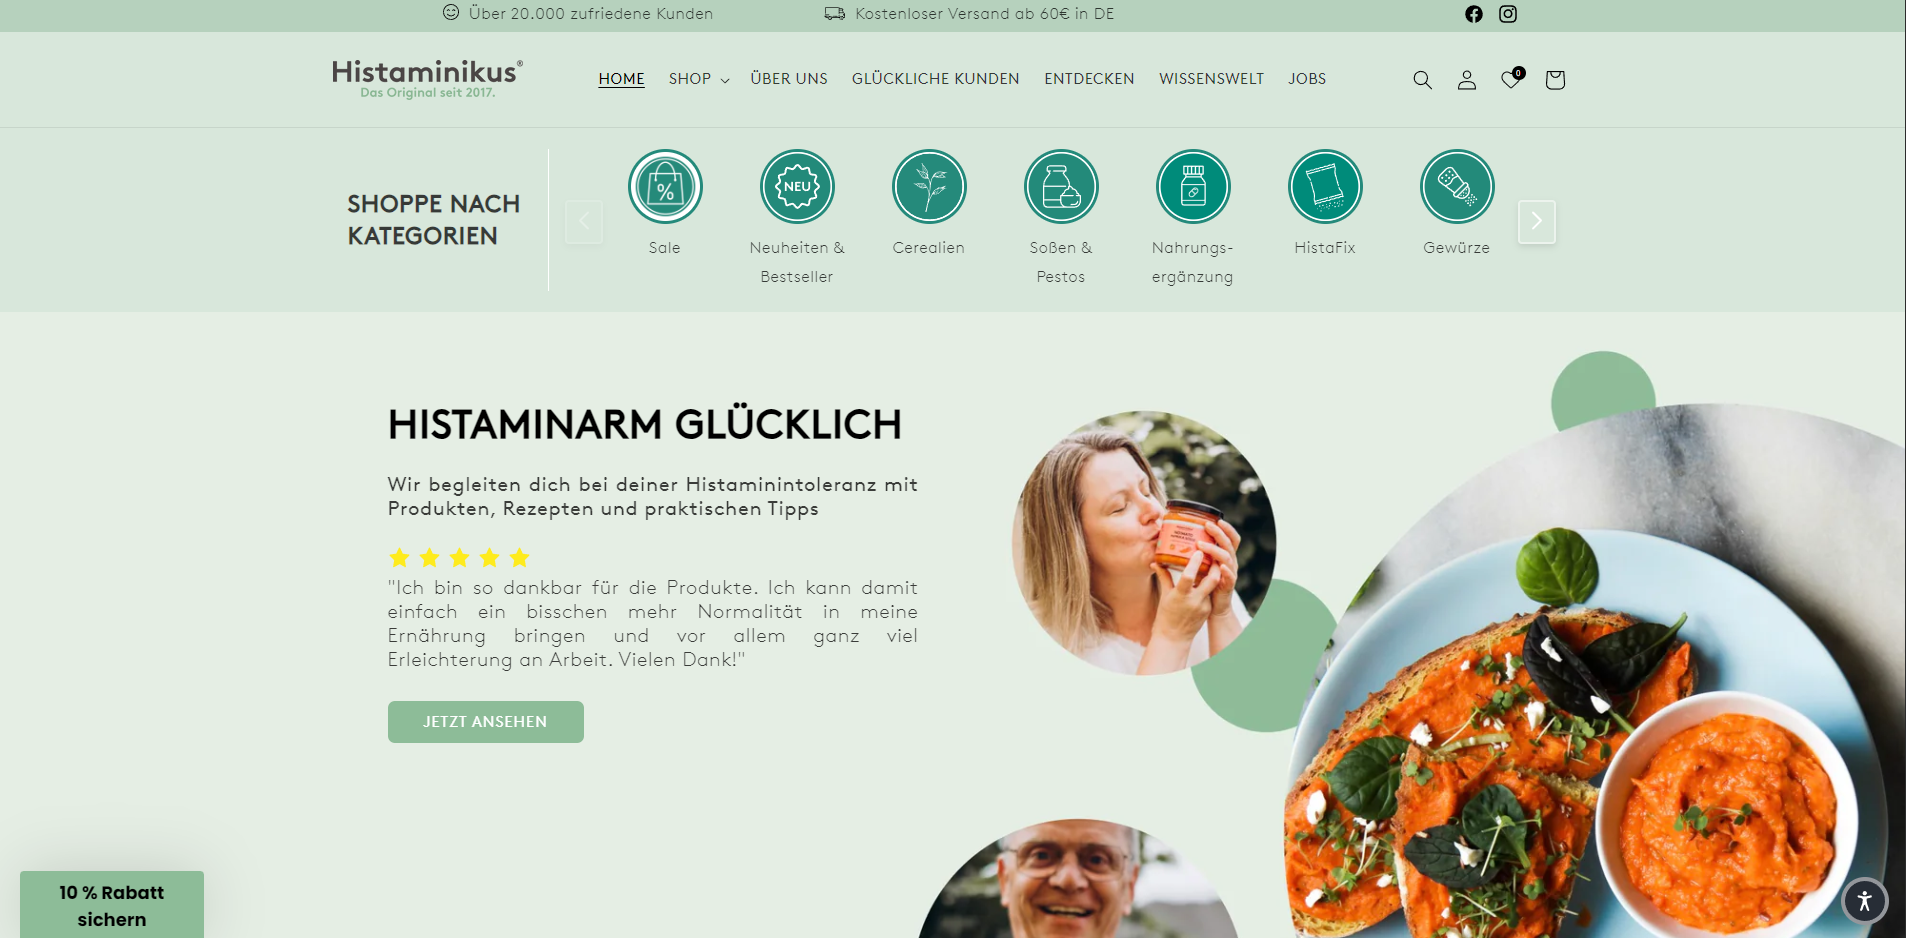 Über 20.000 zufriedene Kunden
Kostenloser Versand ab 60€ in DE
Histaminikus®
Das Original seit 2017.
HOME
SHOP
ÜBER UNS
GLÜCKLICHE KUNDEN
ENTDECKEN
WISSENSWELT
JOBS
0
SHOPPE NACH
KATEGORIEN
%
Sale
NEU
Neuheiten &
Bestseller
Cerealien
Soßen &
Pestos
Nahrungs-
ergänzung
HistaFix
Gewürze
HISTAMINARM GLÜCKLICH
Wir begleiten dich bei deiner Histaminintoleranz mit
Produkten, Rezepten und praktischen Tipps
"Ich bin so dankbar für die Produkte. Ich kann damit
einfach ein bisschen mehr Normalität in meine
Ernährung bringen und vor allem ganz viel
Erleichterung an Arbeit. Vielen Dank!"
JETZT ANSEHEN
10 % Rabatt
sichern